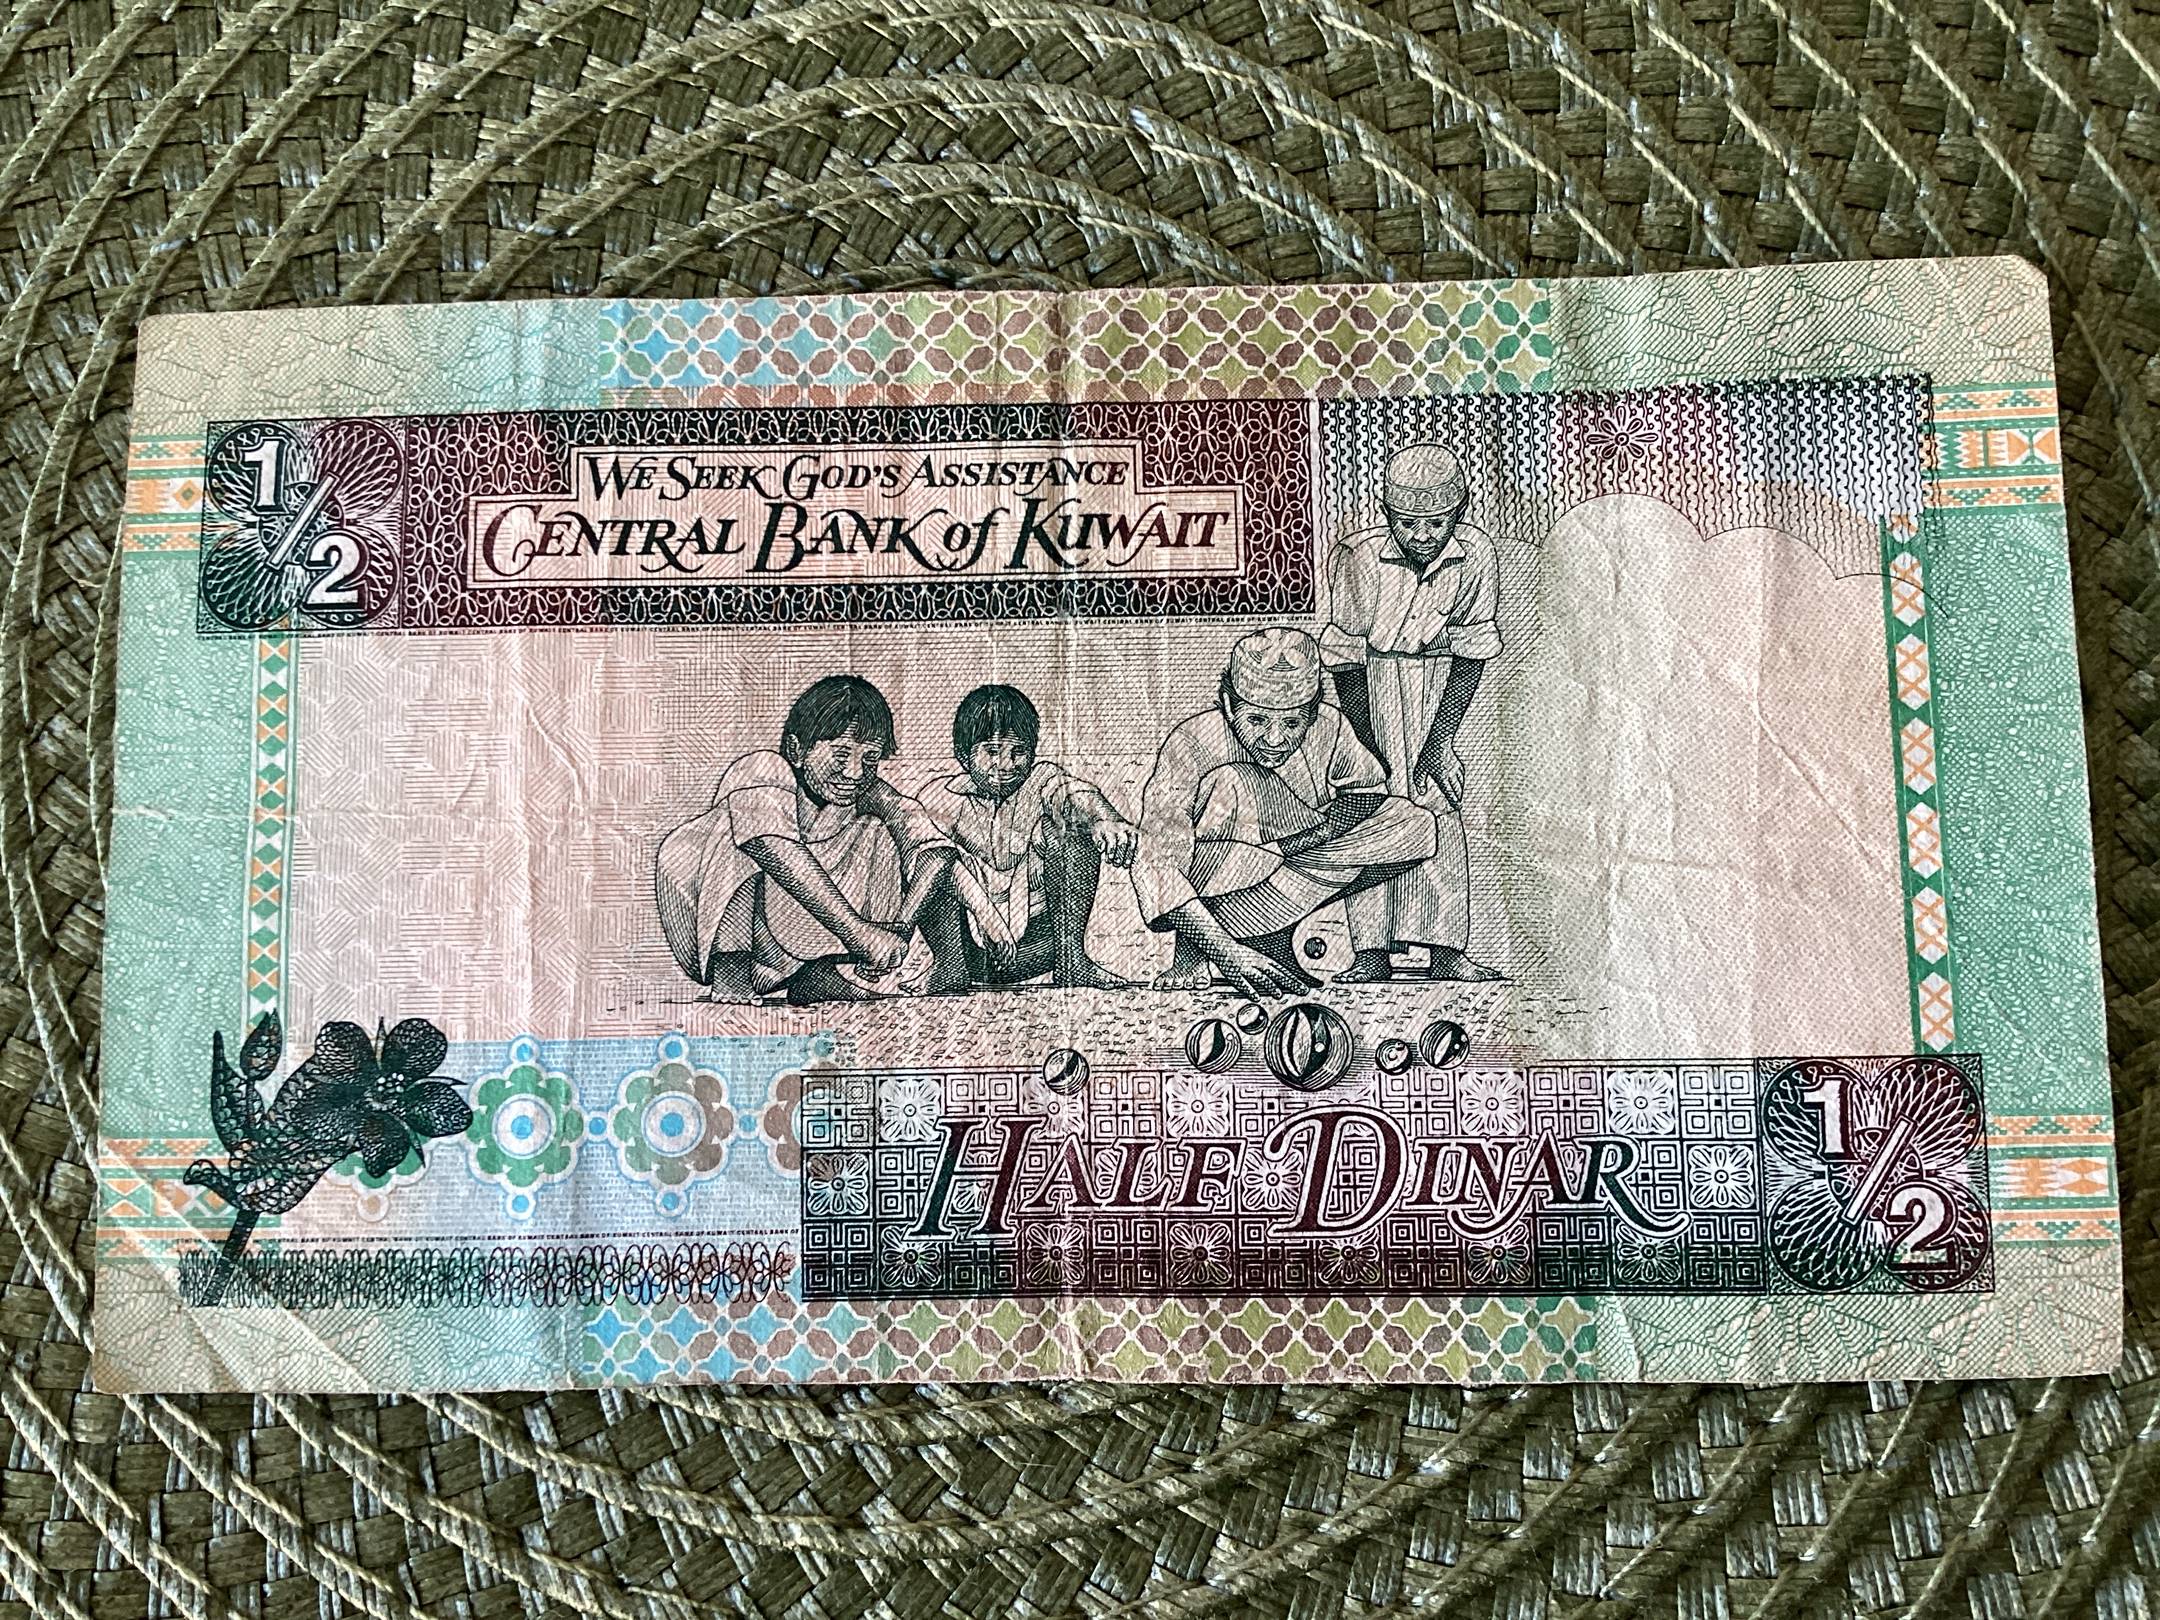 1/2
WE SEEK GOD'S ASSISTANCE
CENTRAL BANK of KUWAIT
HALF DINAR
1/2